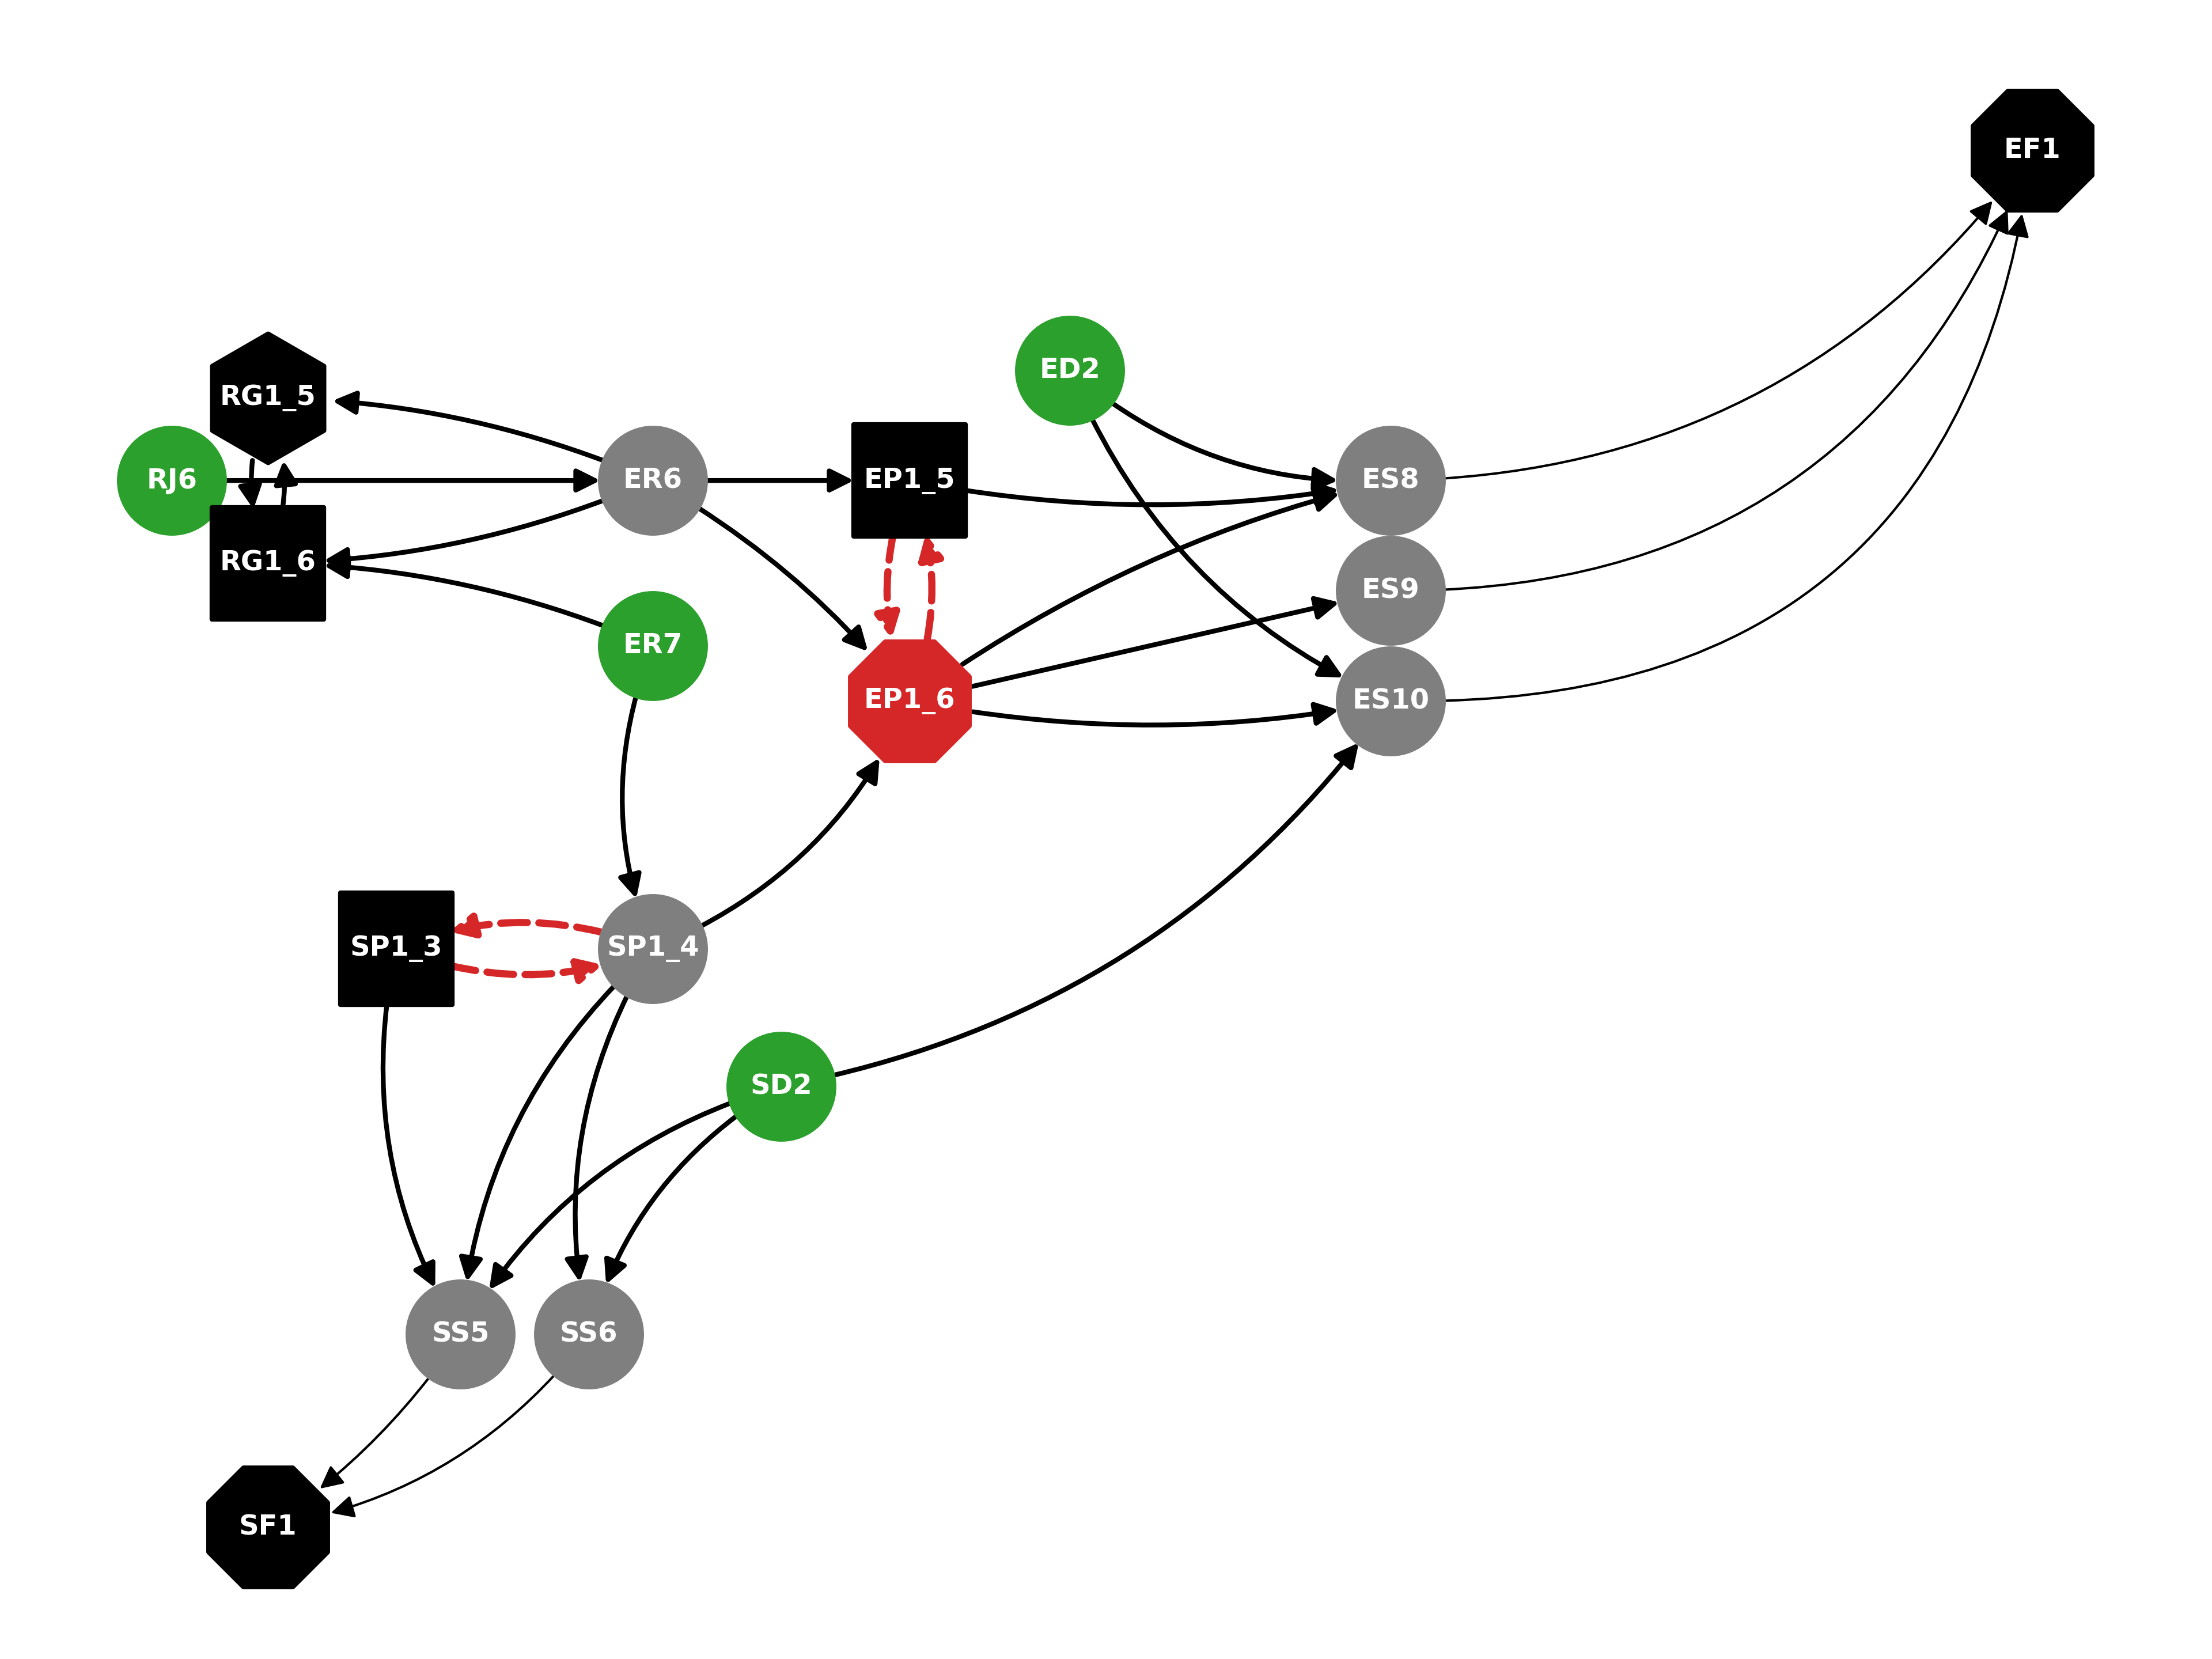 EF1
ED2
RG1_5
RJ6
ER6
EP1_5
ES8
RG1_6
ES9
ER7
EP1_6
ES10
SP1_3
SP1_4
SD2
SS5
SS6
SF1